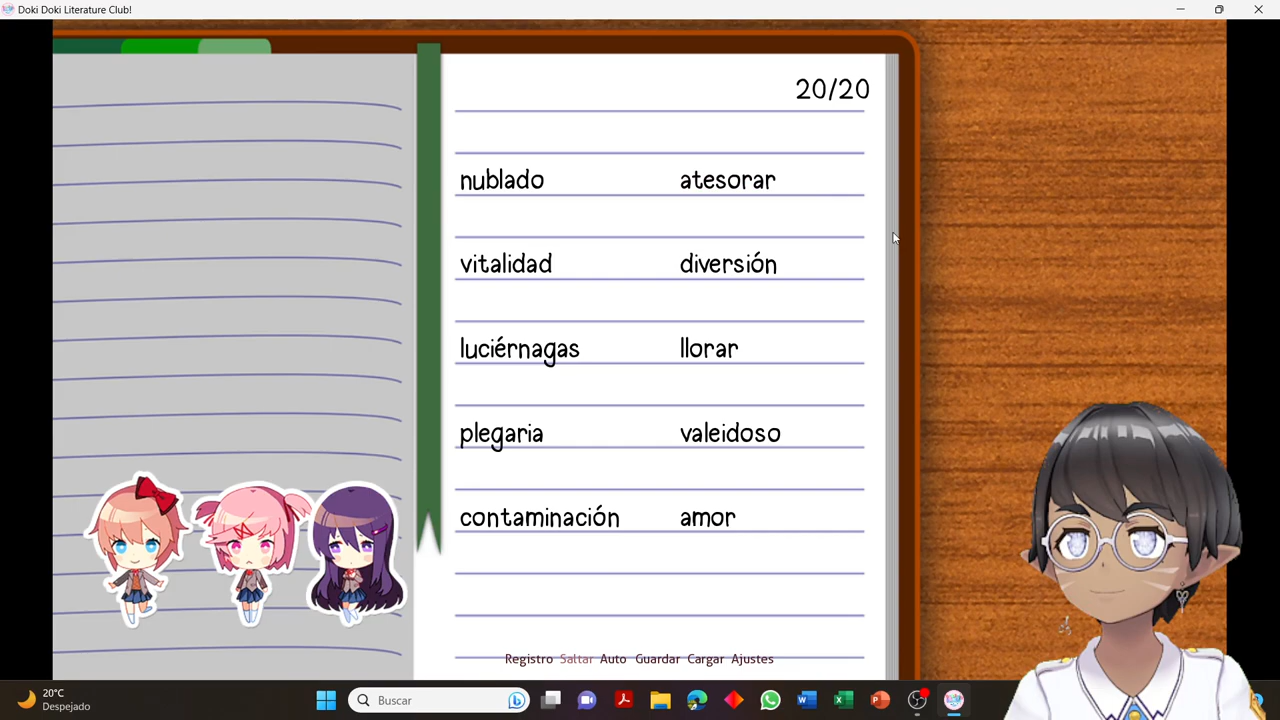 Doki Doki Literature Club!
20/20
nublado atesorar
vitalidad diversión
luciérnagas llorar
plegaria valeidoso
contaminación amor
Registro Saltar Auto Guardar Cargar Ajustes
20°C
Despejado
Buscar